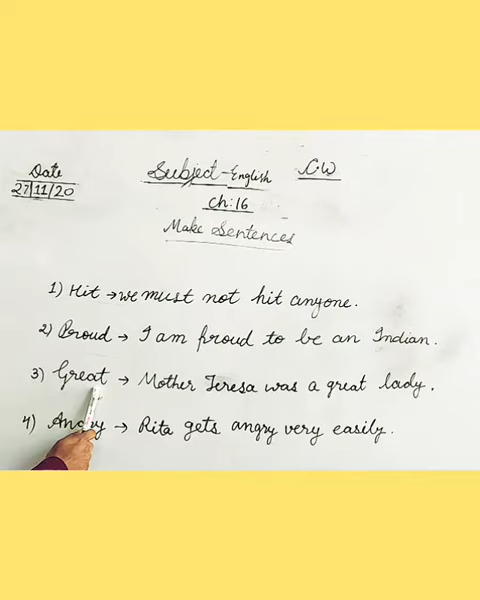 Date
27/11/20
Subject-English C.W
Ch:16
Make Sentences
1) Hit → we must not hit anyone.
2) Proud → I am proud to be an Indian.
3) Great → Mother Teresa was a great lady.
4) Angry → Rita gets angry very easily.